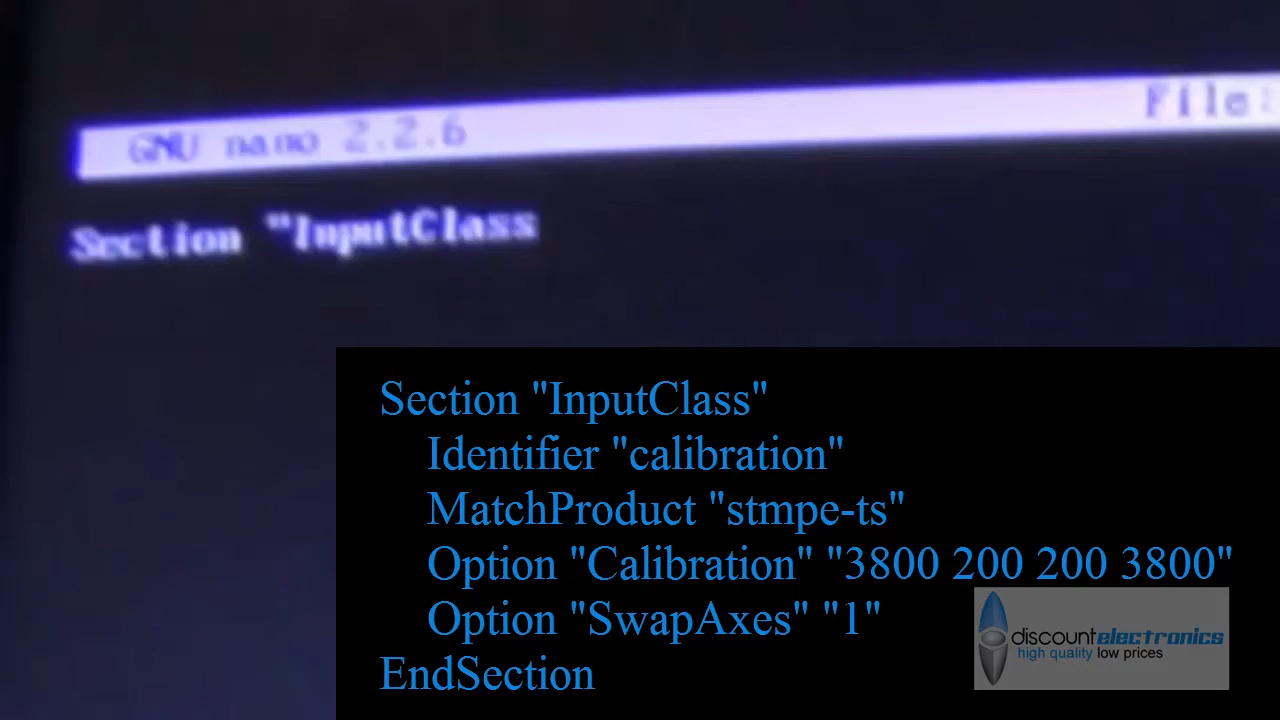 GNU nano 2.2.6 File:
Section "InputClass
Section "InputClass"
Identifier "calibration"
MatchProduct "stmpe-ts"
Option "Calibration" "3800 200 200 3800"
Option "SwapAxes" "1"
EndSection
discountelectronics
high quality low prices